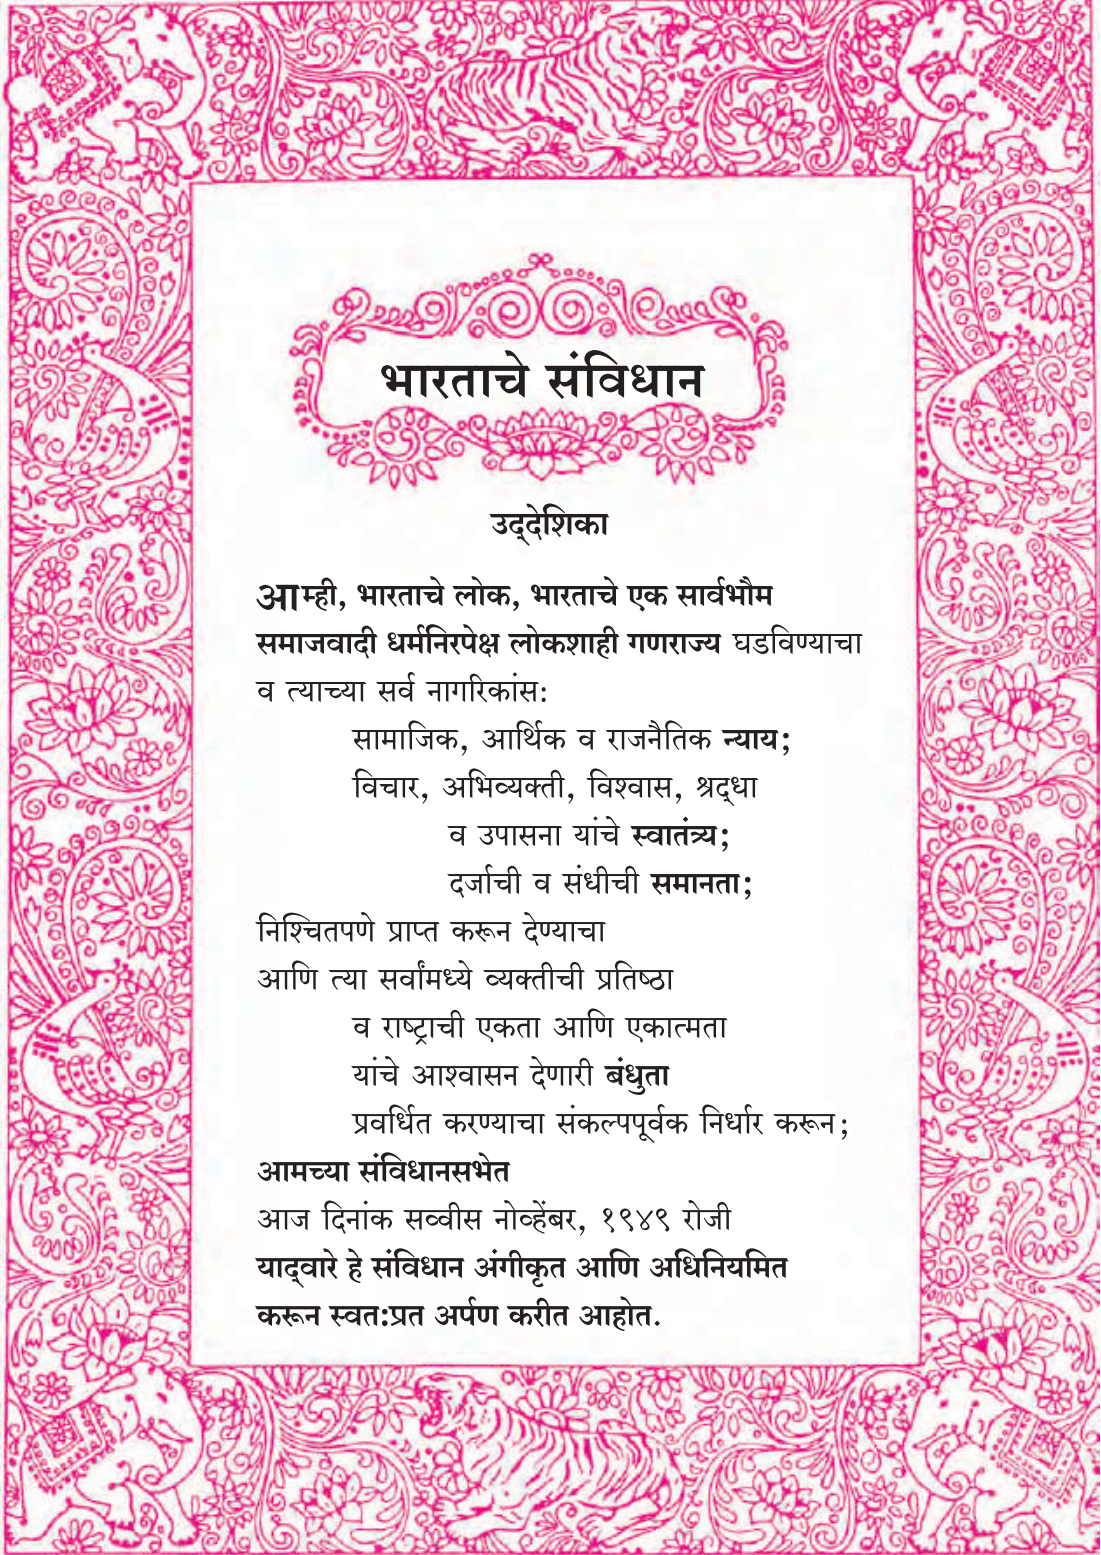 भारताचे संविधान
उद्‌देशिका
आम्ही, भारताचे लोक, भारताचे एक सार्वभौम
समाजवादी धर्मनिरपेक्ष लोकशाही गणराज्य घडविण्याचा
व त्याच्या सर्व नागरिकांस:
सामाजिक, आर्थिक व राजनैतिक न्याय;
विचार, अभिव्यक्ती, विश्वास, श्रद्‌धा
व उपासना यांचे स्वातंत्र्य;
दर्जाची व संधीची समानता;
निश्चितपणे प्राप्त करून देण्याचा
आणि त्या सर्वांमध्ये व्यक्तीची प्रतिष्ठा
व राष्ट्राची एकता आणि एकात्मता
यांचे आश्वासन देणारी बंधुता
प्रवर्धित करण्याचा संकल्पपूर्वक निर्धार करून;
आमच्या संविधानसभेत
आज दिनांक सव्वीस नोव्हेंबर, १९४९ रोजी
याद्‌वारे हे संविधान अंगीकृत आणि अधिनियमित
करून स्वत:प्रत अर्पण करीत आहोत.